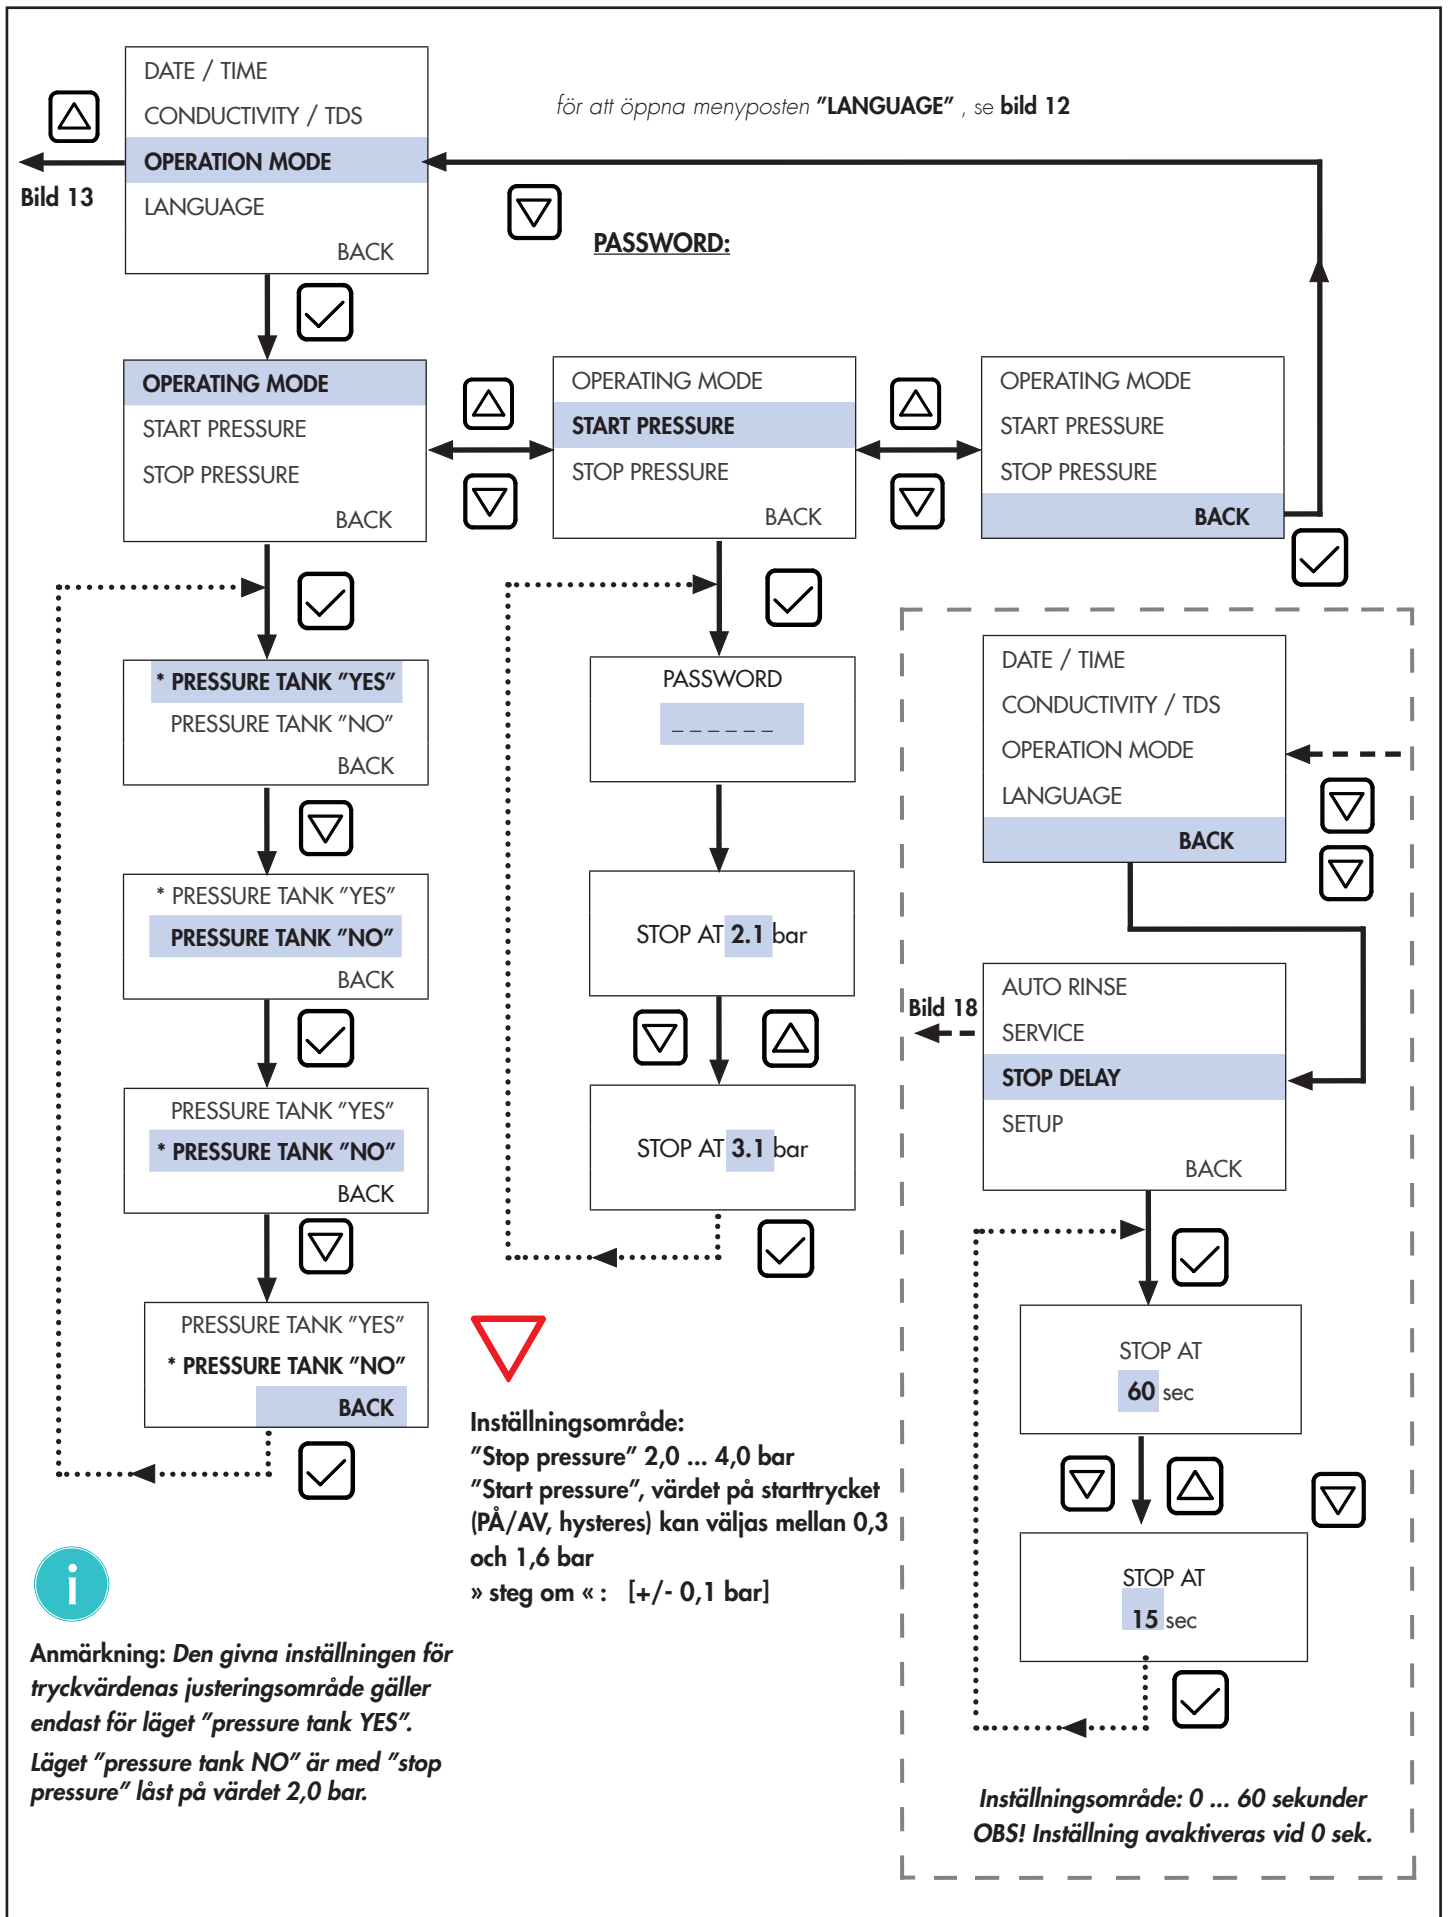 DATE / TIME
CONDUCTIVITY / TDS
OPERATION MODE
LANGUAGE
BACK
Bild 13
för att öppna menyposten "LANGUAGE" , se bild 12
PASSWORD:
OPERATING MODE
START PRESSURE
STOP PRESSURE
BACK
OPERATING MODE
START PRESSURE
STOP PRESSURE
BACK
OPERATING MODE
START PRESSURE
STOP PRESSURE
BACK
* PRESSURE TANK "YES"
PRESSURE TANK "NO"
BACK
* PRESSURE TANK "YES"
PRESSURE TANK "NO"
BACK
PRESSURE TANK "YES"
* PRESSURE TANK "NO"
BACK
PRESSURE TANK "YES"
* PRESSURE TANK "NO"
BACK
PASSWORD
_ _ _ _ _ _
STOP AT 2.1 bar
STOP AT 3.1 bar
DATE / TIME
CONDUCTIVITY / TDS
OPERATION MODE
LANGUAGE
BACK
Bild 18
AUTO RINSE
SERVICE
STOP DELAY
SETUP
BACK
STOP AT
60 sec
STOP AT
15 sec
Inställningsområde: 0 ... 60 sekunder
OBS! Inställning avaktiveras vid 0 sek.
Inställningsområde:
"Stop pressure" 2,0 ... 4,0 bar
"Start pressure", värdet på starttrycket
(PÅ/AV, hysteres) kan väljas mellan 0,3
och 1,6 bar
» steg om « : [+/- 0,1 bar]
i
Anmärkning: Den givna inställningen för
tryckvärdenas justeringsområde gäller
endast för läget "pressure tank YES".
Läget "pressure tank NO" är med "stop
pressure" låst på värdet 2,0 bar.